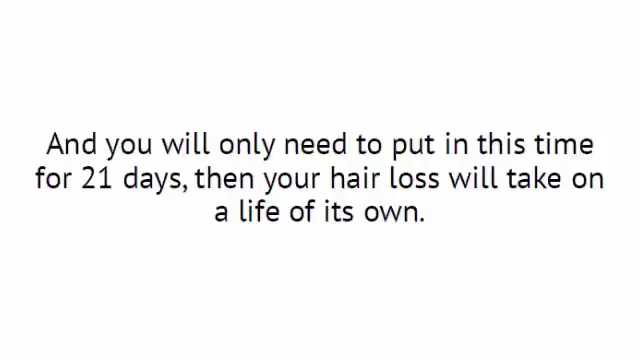 And you will only need to put in this time
for 21 days, then your hair loss will take on
a life of its own.